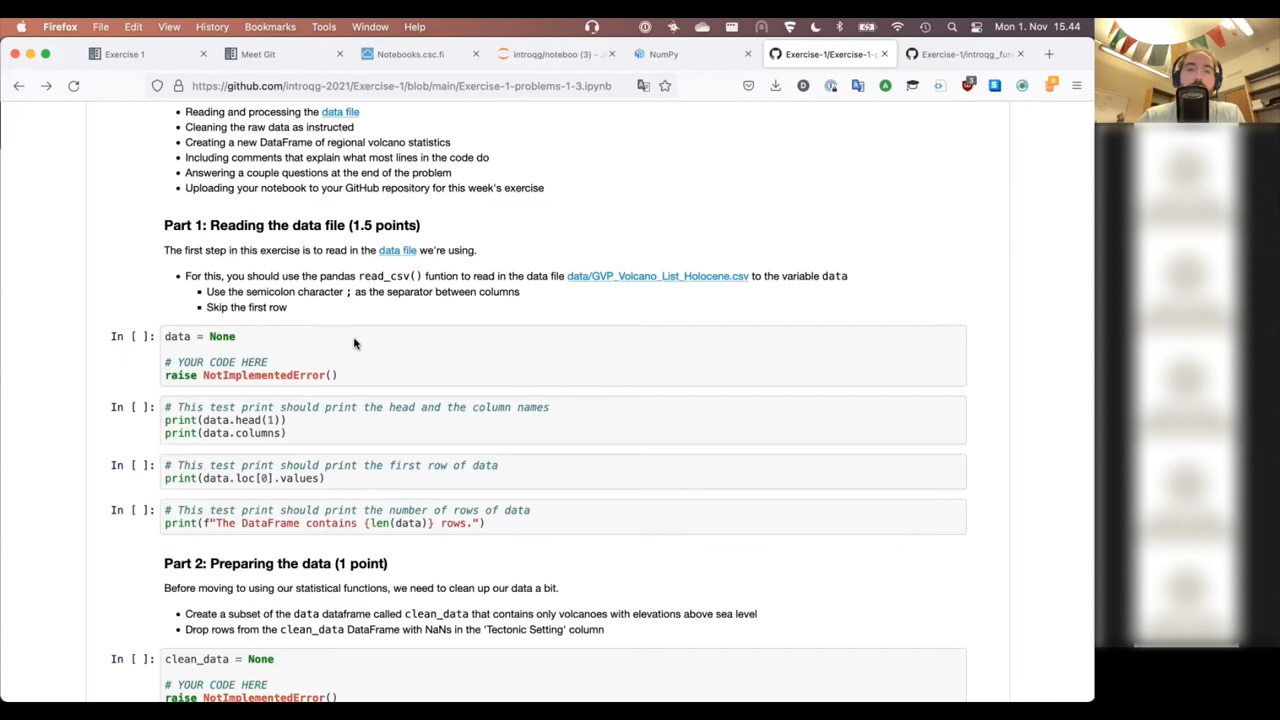 Firefox File Edit View History Bookmarks Tools Window Help Mon 1. Nov 15.44
Exercise 1 Meet Git Notebooks.csc.fi introqg/noteboo (3) - J NumPy Exercise-1/Exercise-1-p Exercise-1/introqg_fun
https://github.com/introqg-2021/Exercise-1/blob/main/Exercise-1-problems-1-3.ipynb
• Reading and processing the data file
• Cleaning the raw data as instructed
• Creating a new DataFrame of regional volcano statistics
• Including comments that explain what most lines in the code do
• Answering a couple questions at the end of the problem
• Uploading your notebook to your GitHub repository for this week's exercise
Part 1: Reading the data file (1.5 points)
The first step in this exercise is to read in the data file we're using.
• For this, you should use the pandas read_csv() funtion to read in the data file data/GVP_Volcano_List_Holocene.csv to the variable data
▪ Use the semicolon character ; as the separator between columns
▪ Skip the first row
In [ ]: data = None
# YOUR CODE HERE
raise NotImplementedError()
In [ ]: # This test print should print the head and the column names
print(data.head(1))
print(data.columns)
In [ ]: # This test print should print the first row of data
print(data.loc[0].values)
In [ ]: # This test print should print the number of rows of data
print(f"The DataFrame contains {len(data)} rows.")
Part 2: Preparing the data (1 point)
Before moving to using our statistical functions, we need to clean up our data a bit.
• Create a subset of the data dataframe called clean_data that contains only volcanoes with elevations above sea level
• Drop rows from the clean_data DataFrame with NaNs in the 'Tectonic Setting' column
In [ ]: clean_data = None
# YOUR CODE HERE
raise NotImplementedError()